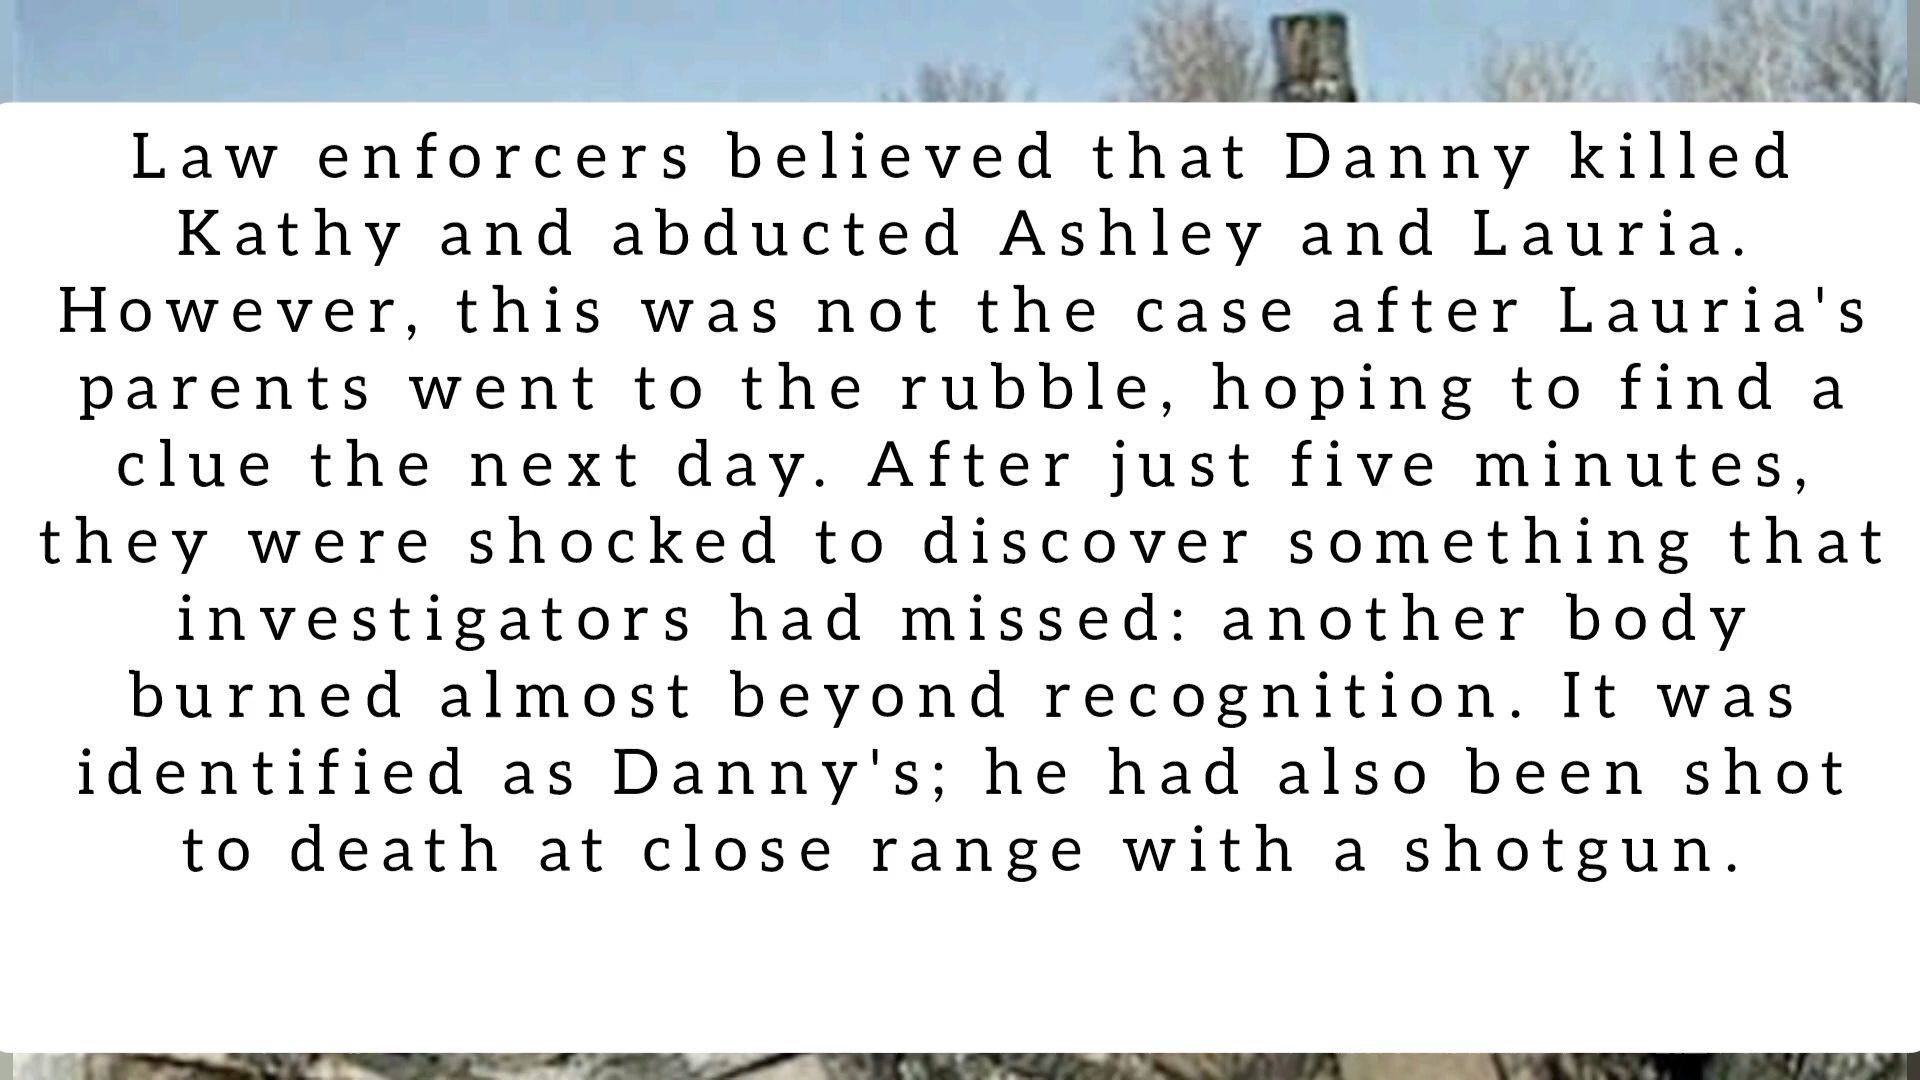 Law enforcers believed that Danny killed
Kathy and abducted Ashley and Lauria.
However, this was not the case after Lauria's
parents went to the rubble, hoping to find a
clue the next day. After just five minutes,
they were shocked to discover something that
investigators had missed: another body
burned almost beyond recognition. It was
identified as Danny's; he had also been shot
to death at close range with a shotgun.